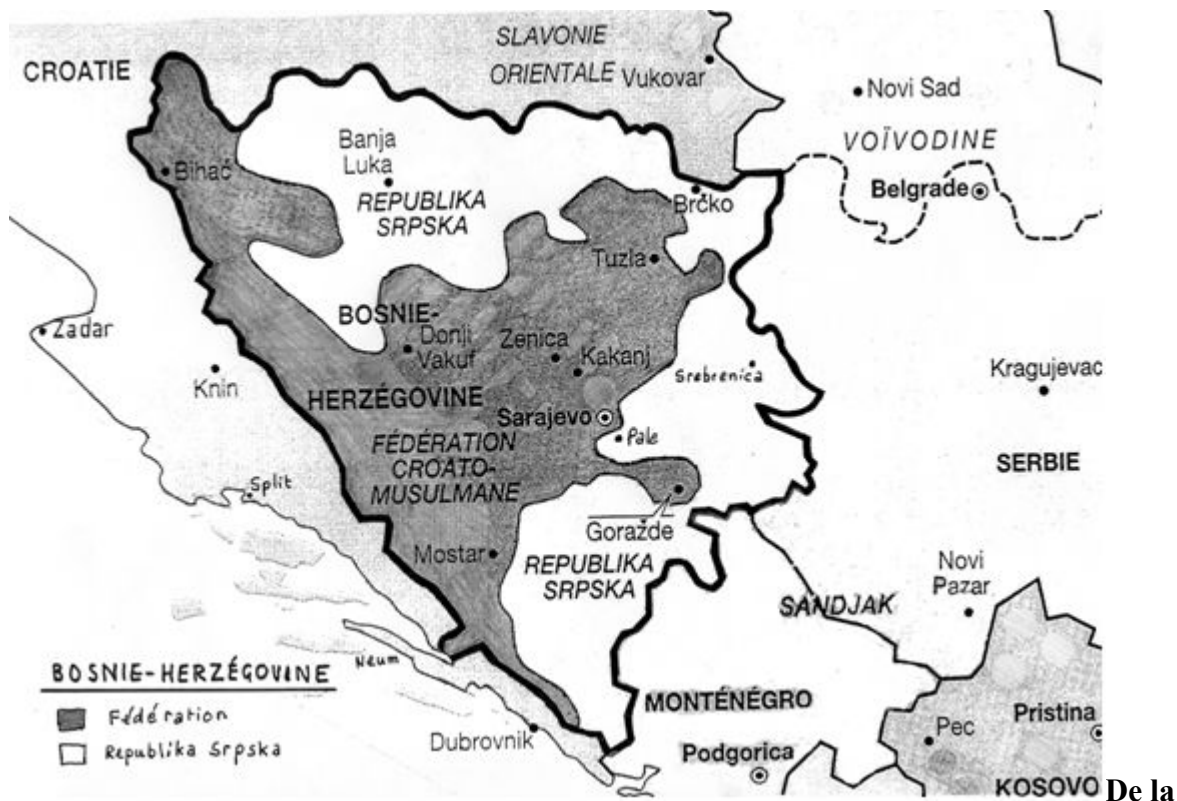 CROATIE
SLAVONIE
ORIENTALE
Vukovar
Novi Sad
VOÏVODINE
Belgrade
Bihač
Banja
Luka
REPUBLIKA
SRPSKA
Brčko
Tuzla
Zadar
Knin
BOSNIE-
HERZÉGOVINE
Donji
Vakuf
Zenica
Kakanj
Srebrenica
Kragujevac
Sarajevo
Pale
FÉDÉRATION
CROATO-
MUSULMANE
SERBIE
Split
Goražde
Mostar
REPUBLIKA
SRPSKA
Novi
Pazar
SANDJAK
Neum
BOSNIE-HERZÉGOVINE
Fédération
Republika Srpska
Dubrovnik
MONTÉNÉGRO
Podgorica
Pec
Pristina
KOSOVO
De la